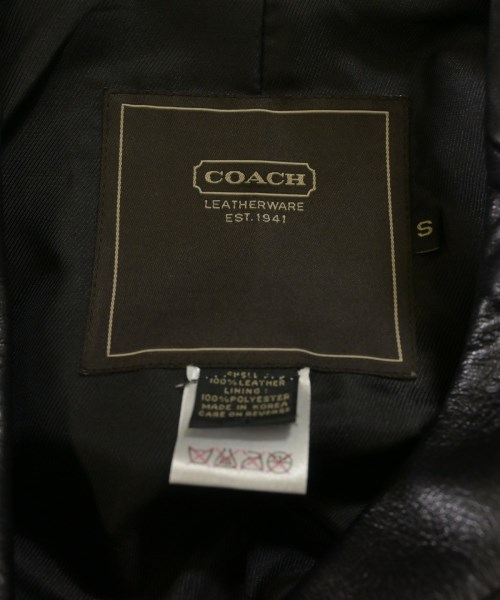 COACH
LEATHERWARE
EST. 1941
S
100% LEATHER
LINING :
100% POLYESTER
MADE IN KOREA
CARE ON REVERSE